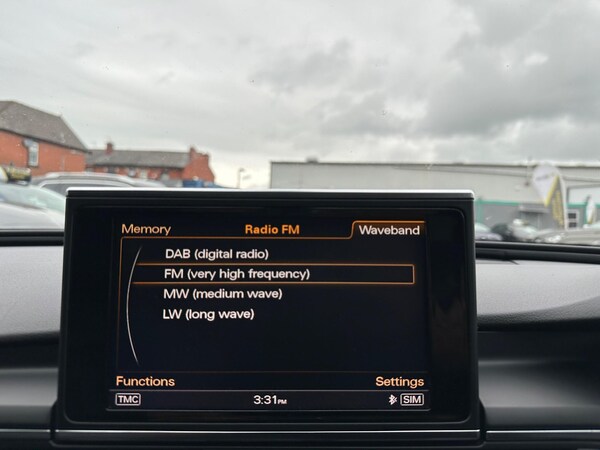 Memory Radio FM Waveband
DAB (digital radio)
FM (very high frequency)
MW (medium wave)
LW (long wave)
Functions Settings
TMC 3:31PM SIM